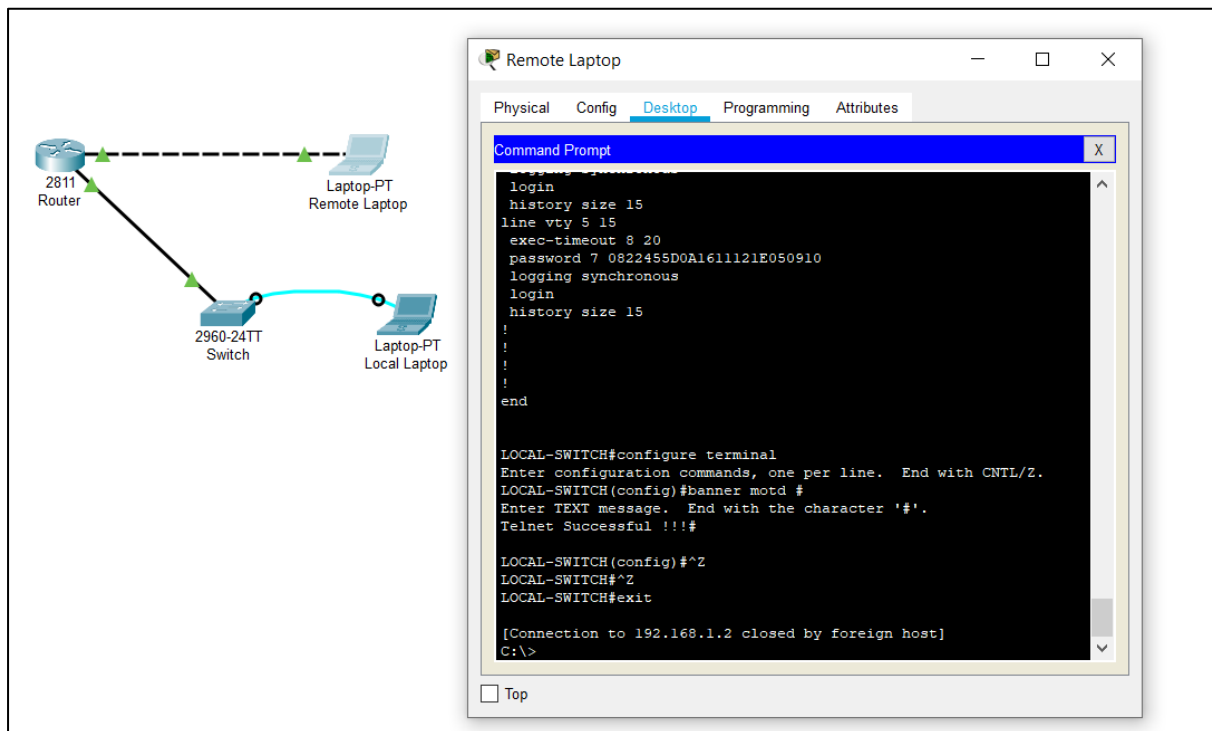 2811
Router
Laptop-PT
Remote Laptop
2960-24TT
Switch
Laptop-PT
Local Laptop
Remote Laptop
Physical Config Desktop Programming Attributes
Command Prompt X
logging synchronous
login
history size 15
line vty 5 15
exec-timeout 8 20
password 7 0822455D0A1611121E050910
logging synchronous
login
history size 15
!
!
!
!
end
LOCAL-SWITCH#configure terminal
Enter configuration commands, one per line. End with CNTL/Z.
LOCAL-SWITCH(config)#banner motd #
Enter TEXT message. End with the character '#'.
Telnet Successful !!!#
LOCAL-SWITCH(config)#^Z
LOCAL-SWITCH#^Z
LOCAL-SWITCH#exit
[Connection to 192.168.1.2 closed by foreign host]
C:\>
Top